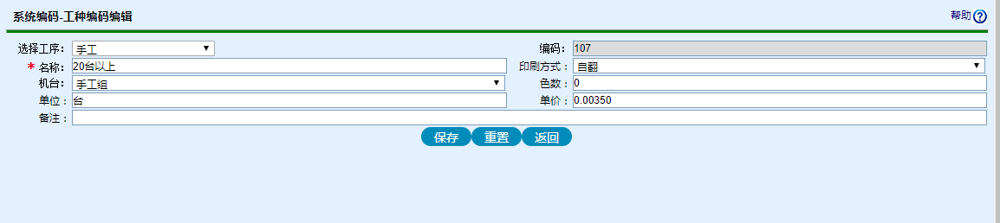 系统编码-工种编码编辑 帮助
选择工序： 手工 编码： 107
* 名称： 20台以上 印刷方式： 自翻
机台： 手工组 色数： 0
单位： 台 单价： 0.00350
备注：
保存 重置 返回